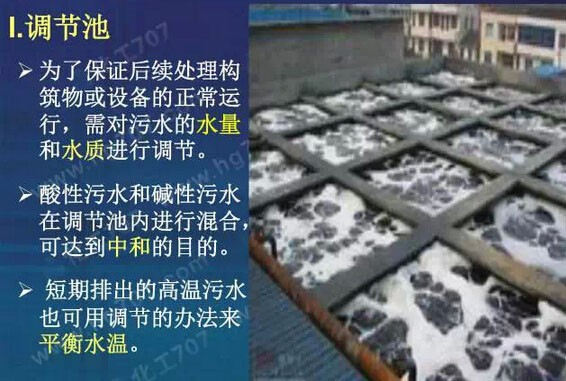 I.调节池
➢ 为了保证后续处理构
筑物或设备的正常运
行，需对污水的水量
和水质进行调节。
➢ 酸性污水和碱性污水
在调节池内进行混合，
可达到中和的目的。
➢ 短期排出的高温污水
也可用调节的办法来
平衡水温。